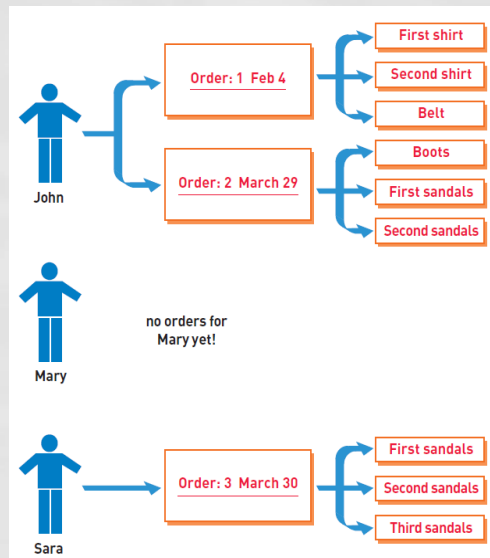 First shirt
Order: 1 Feb 4
Second shirt
Belt
John
Order: 2 March 29
Boots
First sandals
Second sandals
Mary
no orders for
Mary yet!
Sara
Order: 3 March 30
First sandals
Second sandals
Third sandals